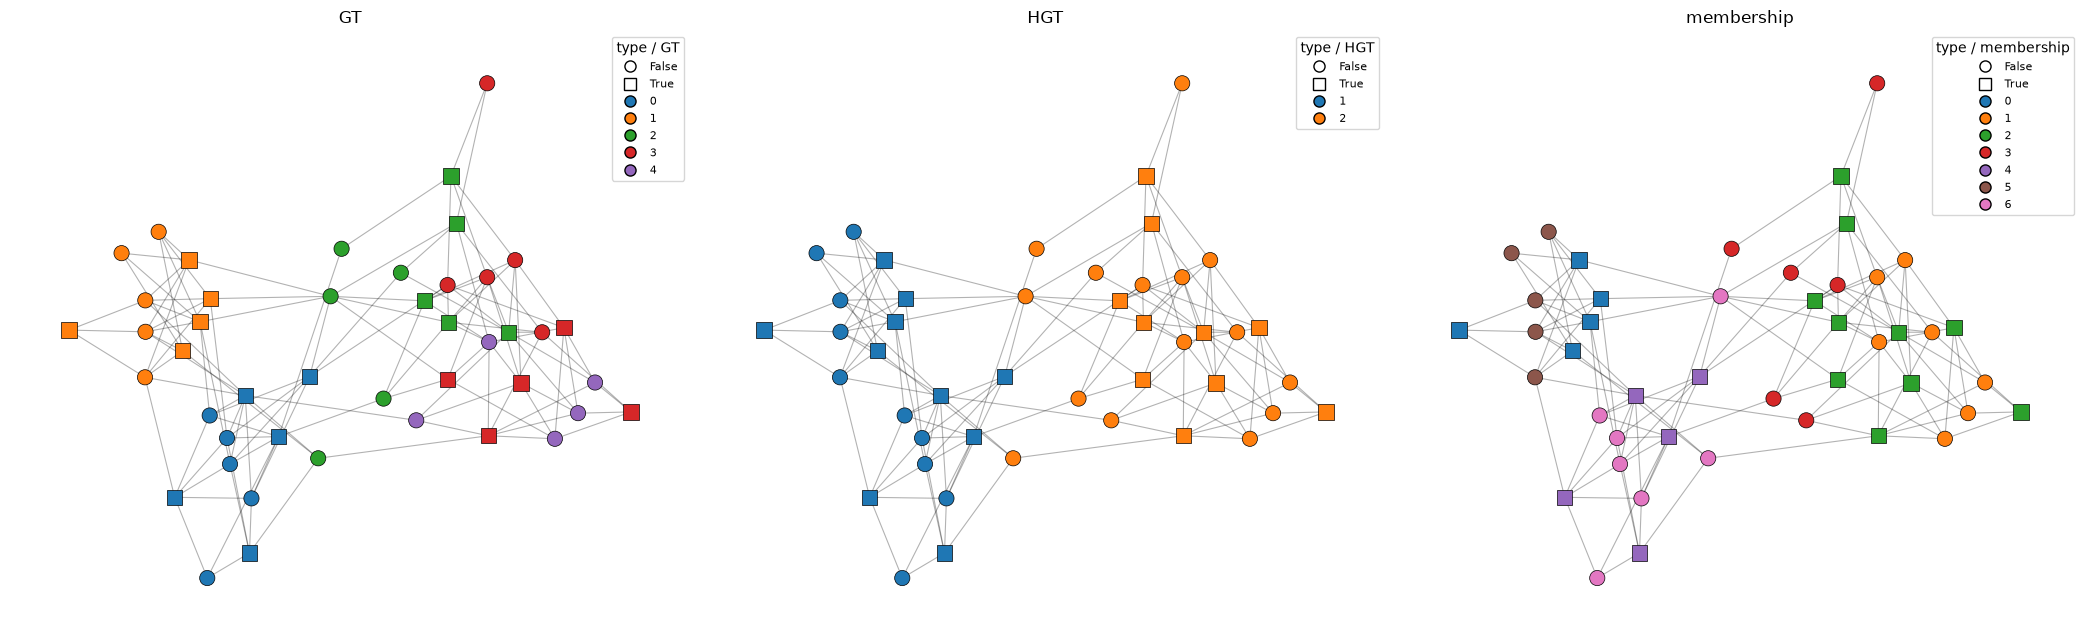 GT
type / GT
False
True
0
1
2
3
4
HGT
type / HGT
False
True
1
2
membership
type / membership
False
True
0
1
2
3
4
5
6